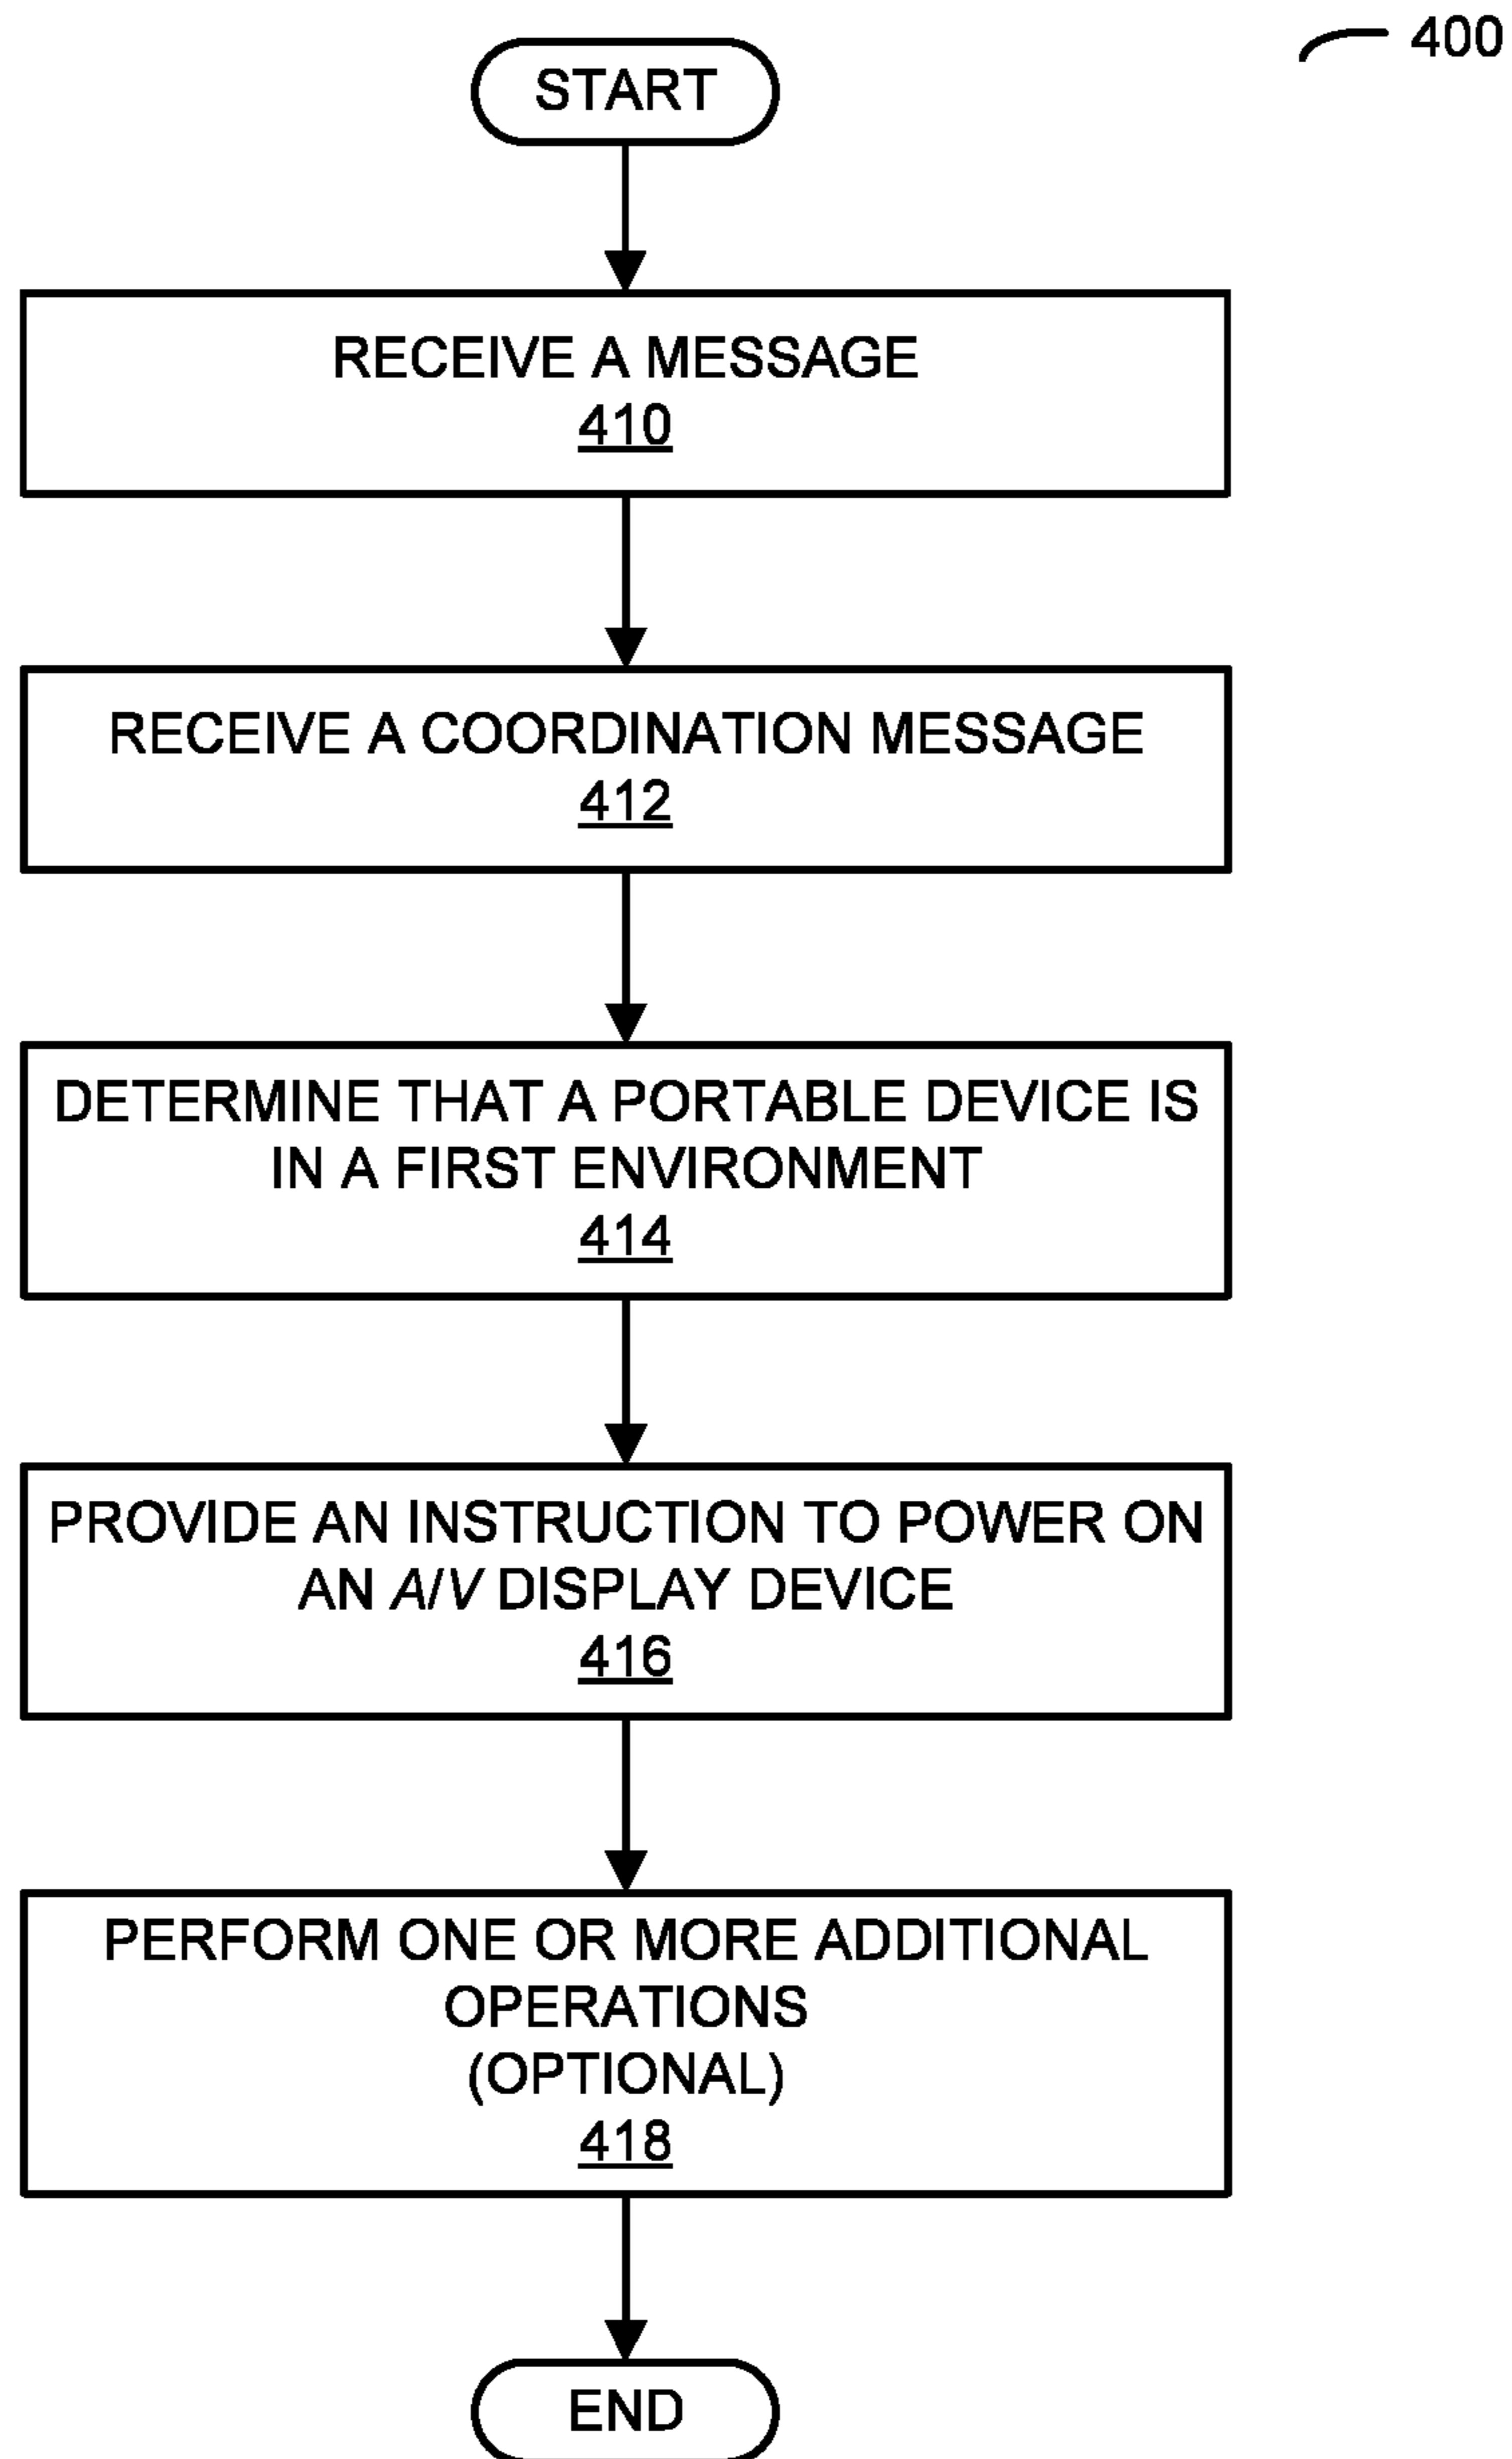 400
START
RECEIVE A MESSAGE
410
RECEIVE A COORDINATION MESSAGE
412
DETERMINE THAT A PORTABLE DEVICE IS
IN A FIRST ENVIRONMENT
414
PROVIDE AN INSTRUCTION TO POWER ON
AN A/V DISPLAY DEVICE
416
PERFORM ONE OR MORE ADDITIONAL
OPERATIONS
(OPTIONAL)
418
END